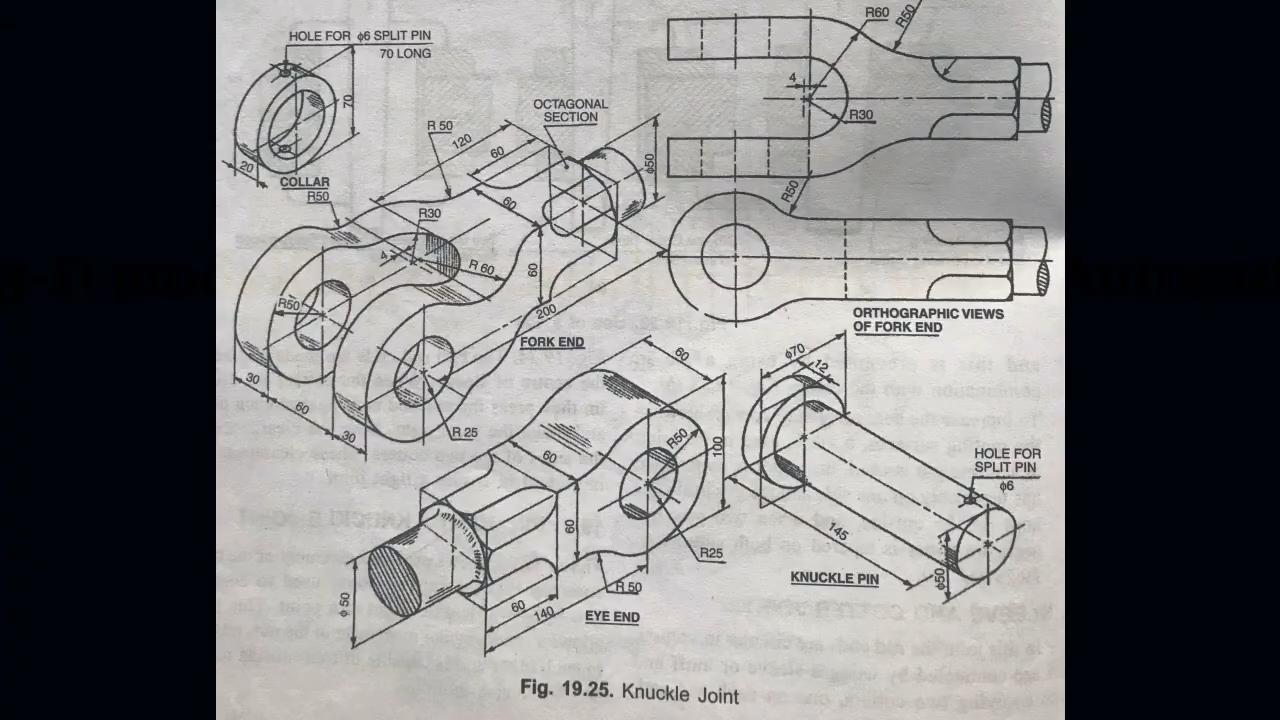 HOLE FOR ϕ6 SPLIT PIN
70 LONG
70
20
COLLAR
R50
R 50
120
60
OCTAGONAL
SECTION
ϕ50
60
R30
4
R 60
60
R50
200
FORK END
30
60
30
R 25
R60
R50
4
R30
R50
ORTHOGRAPHIC VIEWS
OF FORK END
60
100
R50
60
60
R25
R 50
60
140
ϕ 50
EYE END
ϕ70
12
HOLE FOR
SPLIT PIN
ϕ6
145
KNUCKLE PIN
ϕ50
Fig. 19.25. Knuckle Joint